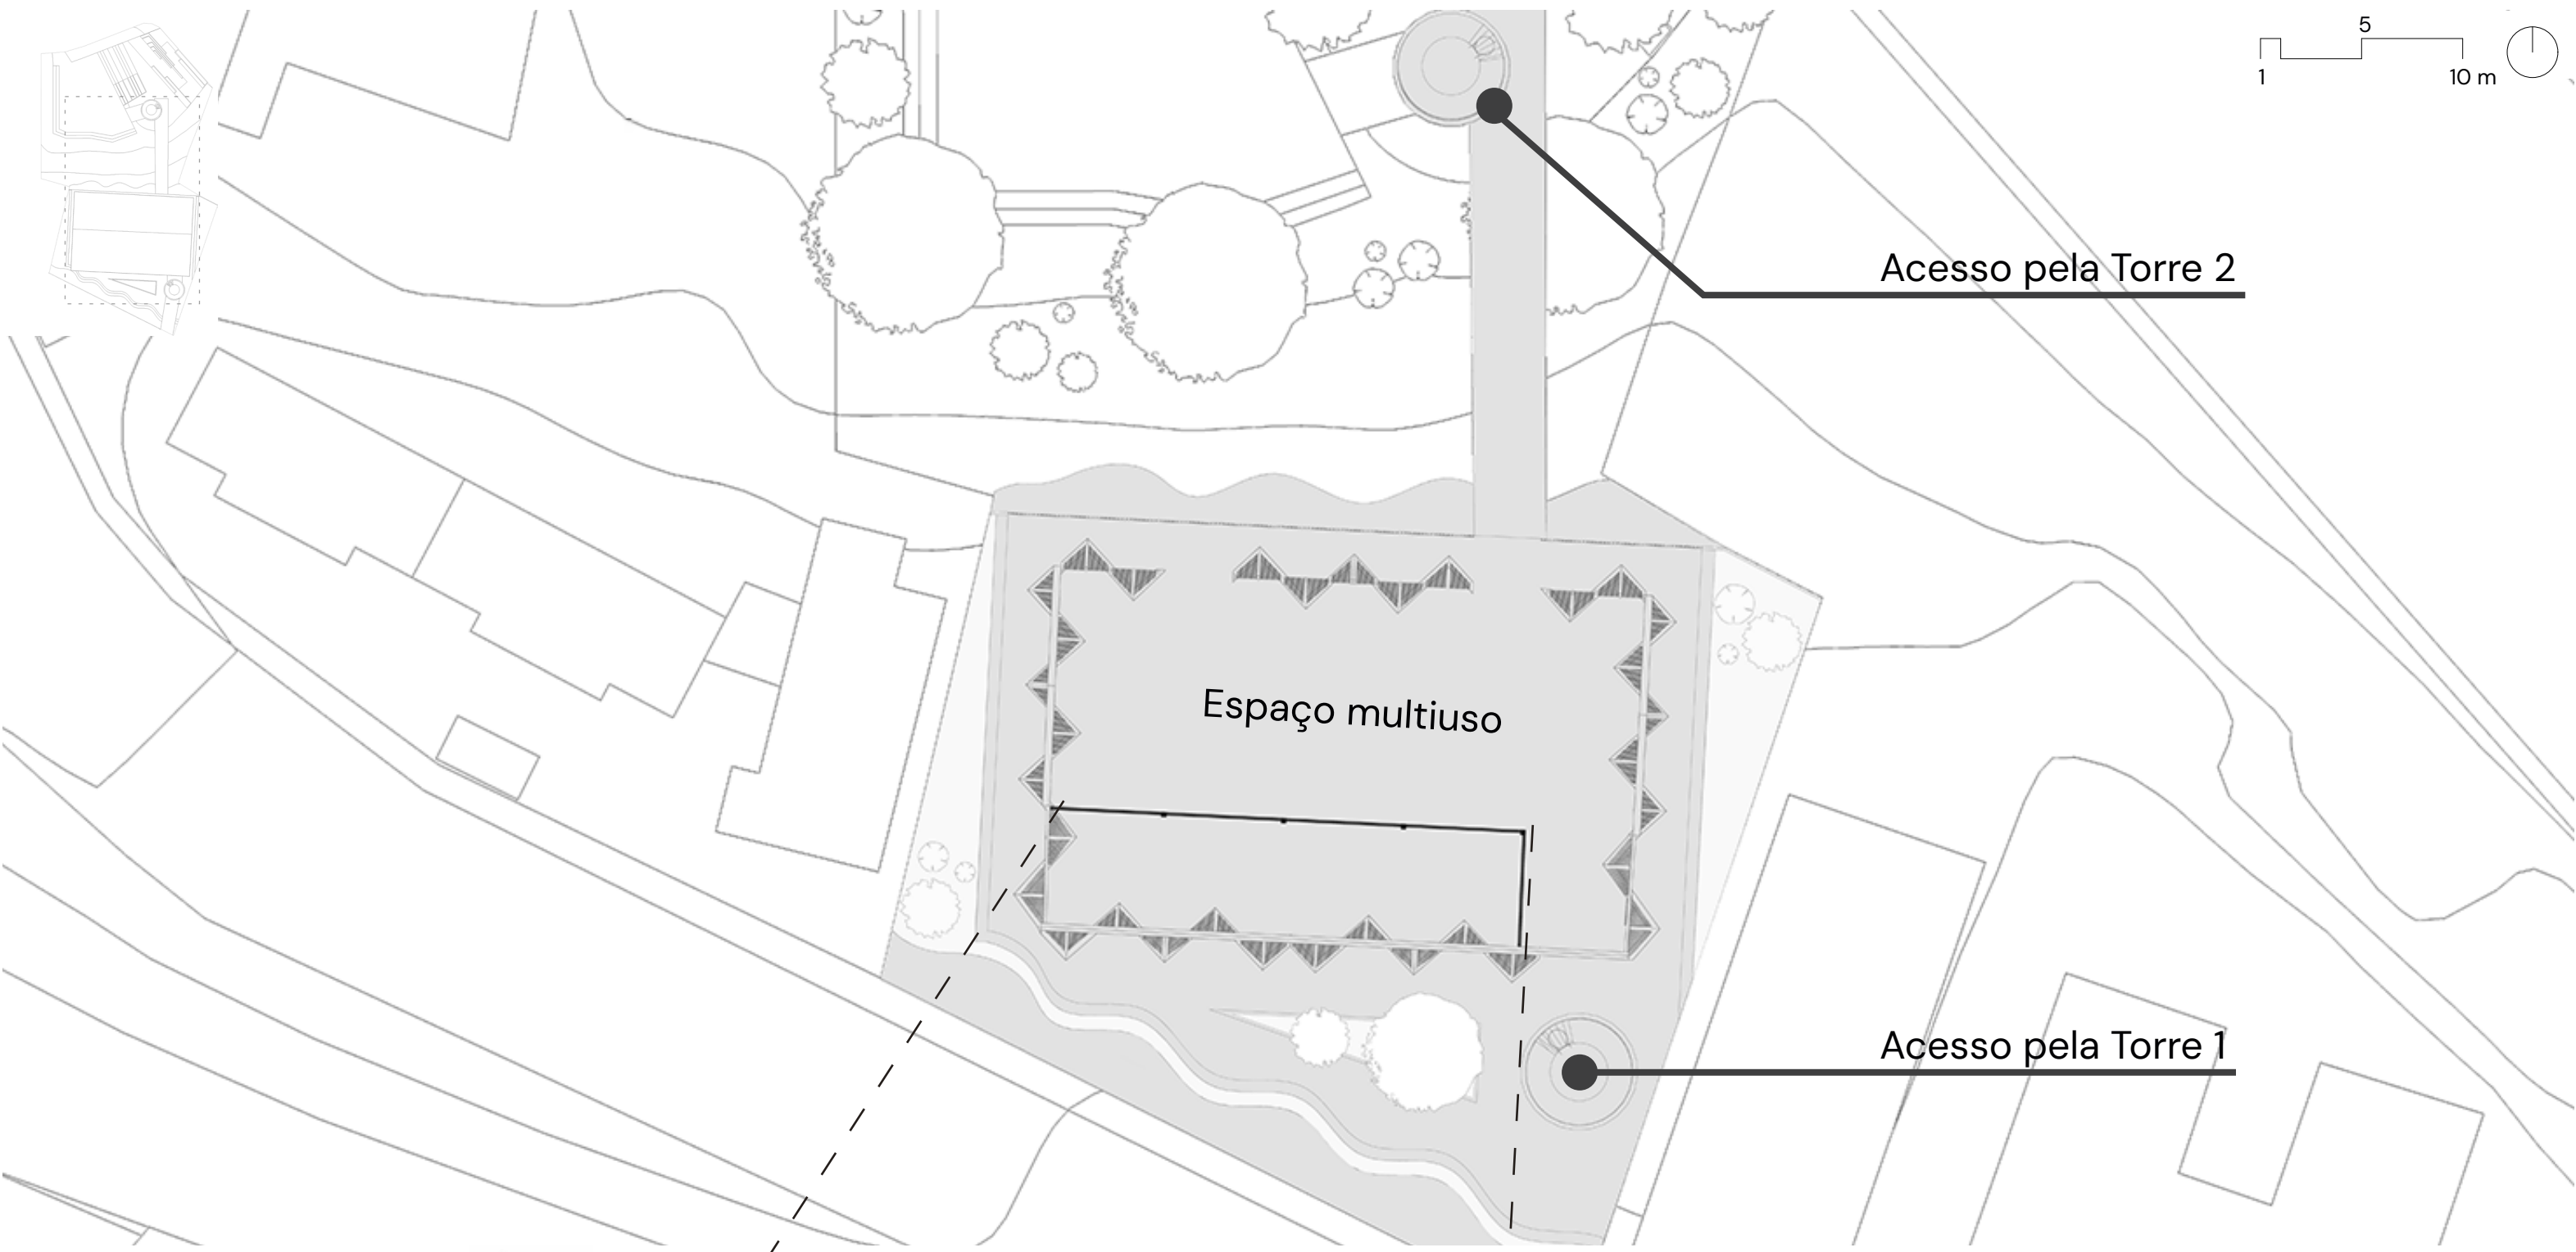 5
1 10 m
Acesso pela Torre 2
Espaço multiuso
Acesso pela Torre 1